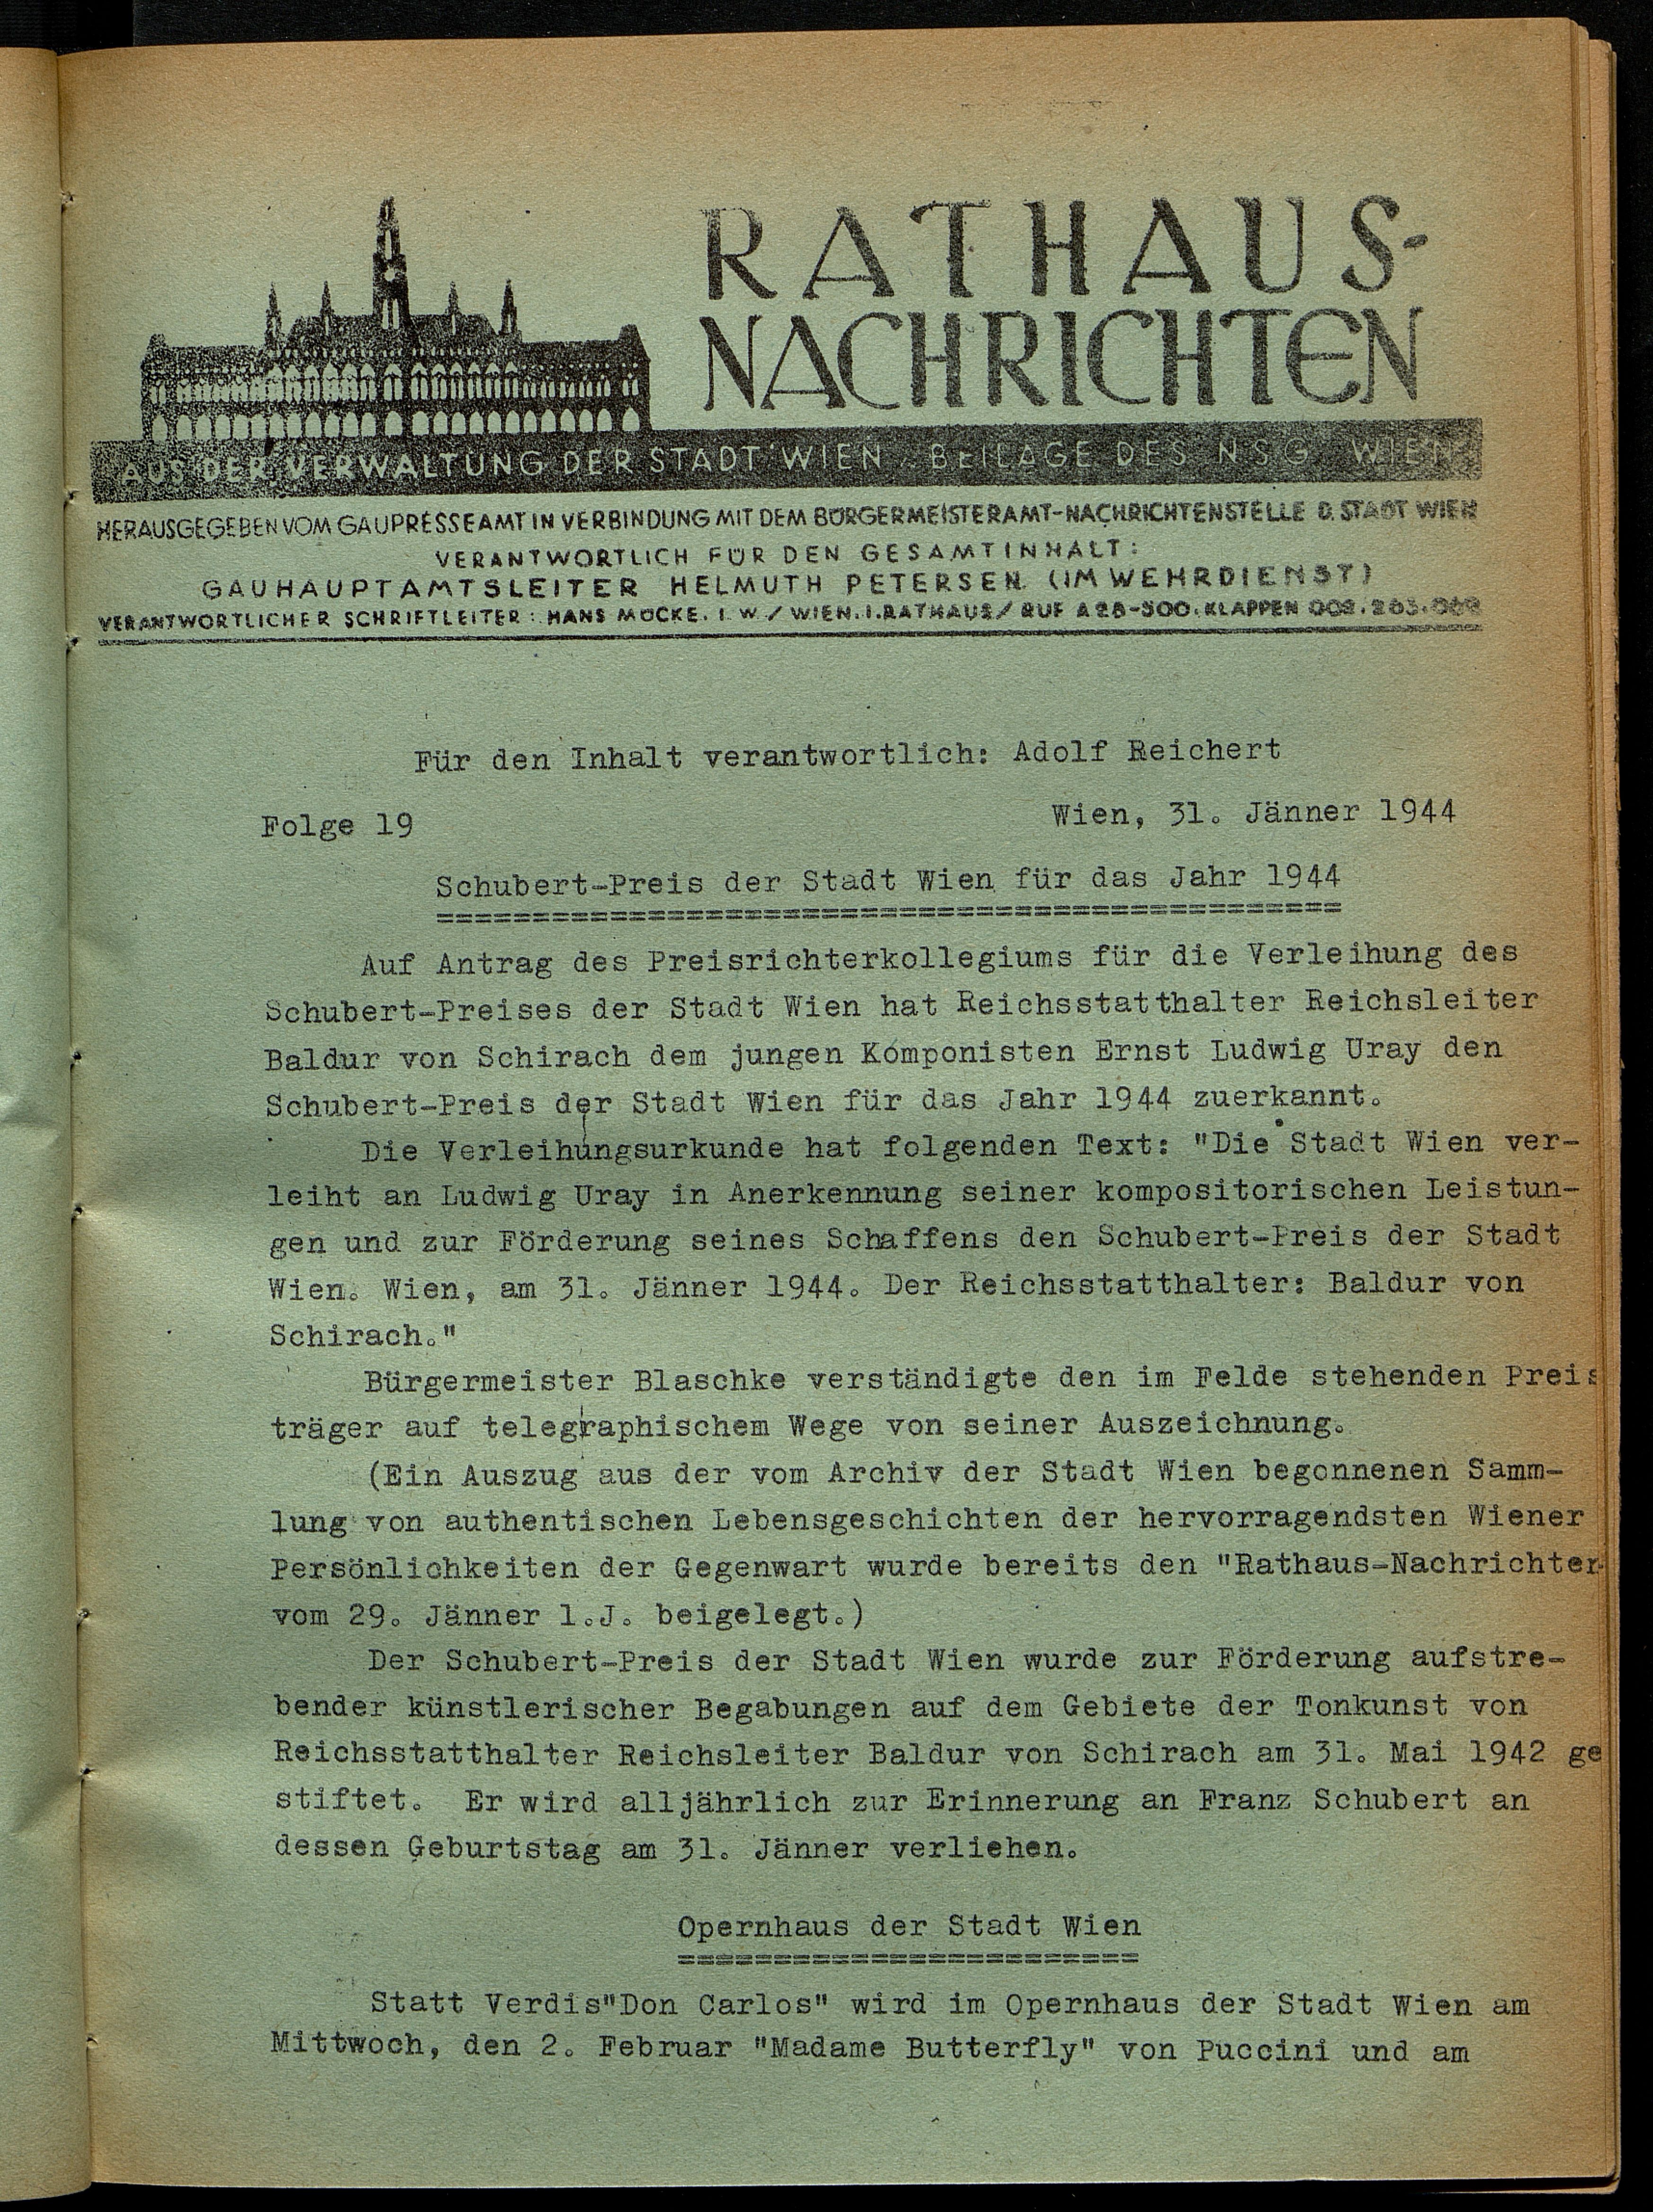 RATHAUS-
NACHRICHTEN
AUS DER VERWALTUNG DER STADT WIEN BEILAGE DES NSG WIEN
HERAUSGEGEBEN VOM GAUPRESSEAMT IN VERBINDUNG MIT DEM BÜRGERMEISTERAMT-NACHRICHTENSTELLE D. STADT WIEN
VERANTWORTLICH FÜR DEN GESAMTINHALT:
GAUHAUPTAMTSLEITER HELMUTH PETERSEN (IM WEHRDIENST)
VERANTWORTLICHER SCHRIFTLEITER: HANS MÜCKE. I. W./ WIEN.I.RATHAUS/ RUF A28-500. KLAPPEN
Für den Inhalt verantwortlich: Adolf Reichert
Folge 19 Wien, 31. Jänner 1944
Schubert-Preis der Stadt Wien für das Jahr 1944
Auf Antrag des Preisrichterkollegiums für die Verleihung des
Schubert-Preises der Stadt Wien hat Reichsstatthalter Reichsleiter
Baldur von Schirach dem jungen Komponisten Ernst Ludwig Uray den
Schubert-Preis der Stadt Wien für das Jahr 1944 zuerkannt.
Die Verleihungsurkunde hat folgenden Text: "Die Stadt Wien ver-
leiht an Ludwig Uray in Anerkennung seiner kompositorischen Leistun-
gen und zur Förderung seines Schaffens den Schubert-Preis der Stadt
Wien. Wien, am 31. Jänner 1944. Der Reichsstatthalter: Baldur von
Schirach."
Bürgermeister Blaschke verständigte den im Felde stehenden Preis
träger auf telegraphischem Wege von seiner Auszeichnung.
(Ein Auszug aus der vom Archiv der Stadt Wien begonnenen Samm-
lung von authentischen Lebensgeschichten der hervorragendsten Wiener
Persönlichkeiten der Gegenwart wurde bereits den "Rathaus-Nachrichten
vom 29. Jänner l.J. beigelegt.)
Der Schubert-Preis der Stadt Wien wurde zur Förderung aufstre-
bender künstlerischer Begabungen auf dem Gebiete der Tonkunst von
Reichsstatthalter Reichsleiter Baldur von Schirach am 31. Mai 1942 ge
stiftet. Er wird alljährlich zur Erinnerung an Franz Schubert an
dessen Geburtstag am 31. Jänner verliehen.
Opernhaus der Stadt Wien
Statt Verdis"Don Carlos" wird im Opernhaus der Stadt Wien am
Mittwoch, den 2. Februar "Madame Butterfly" von Puccini und am